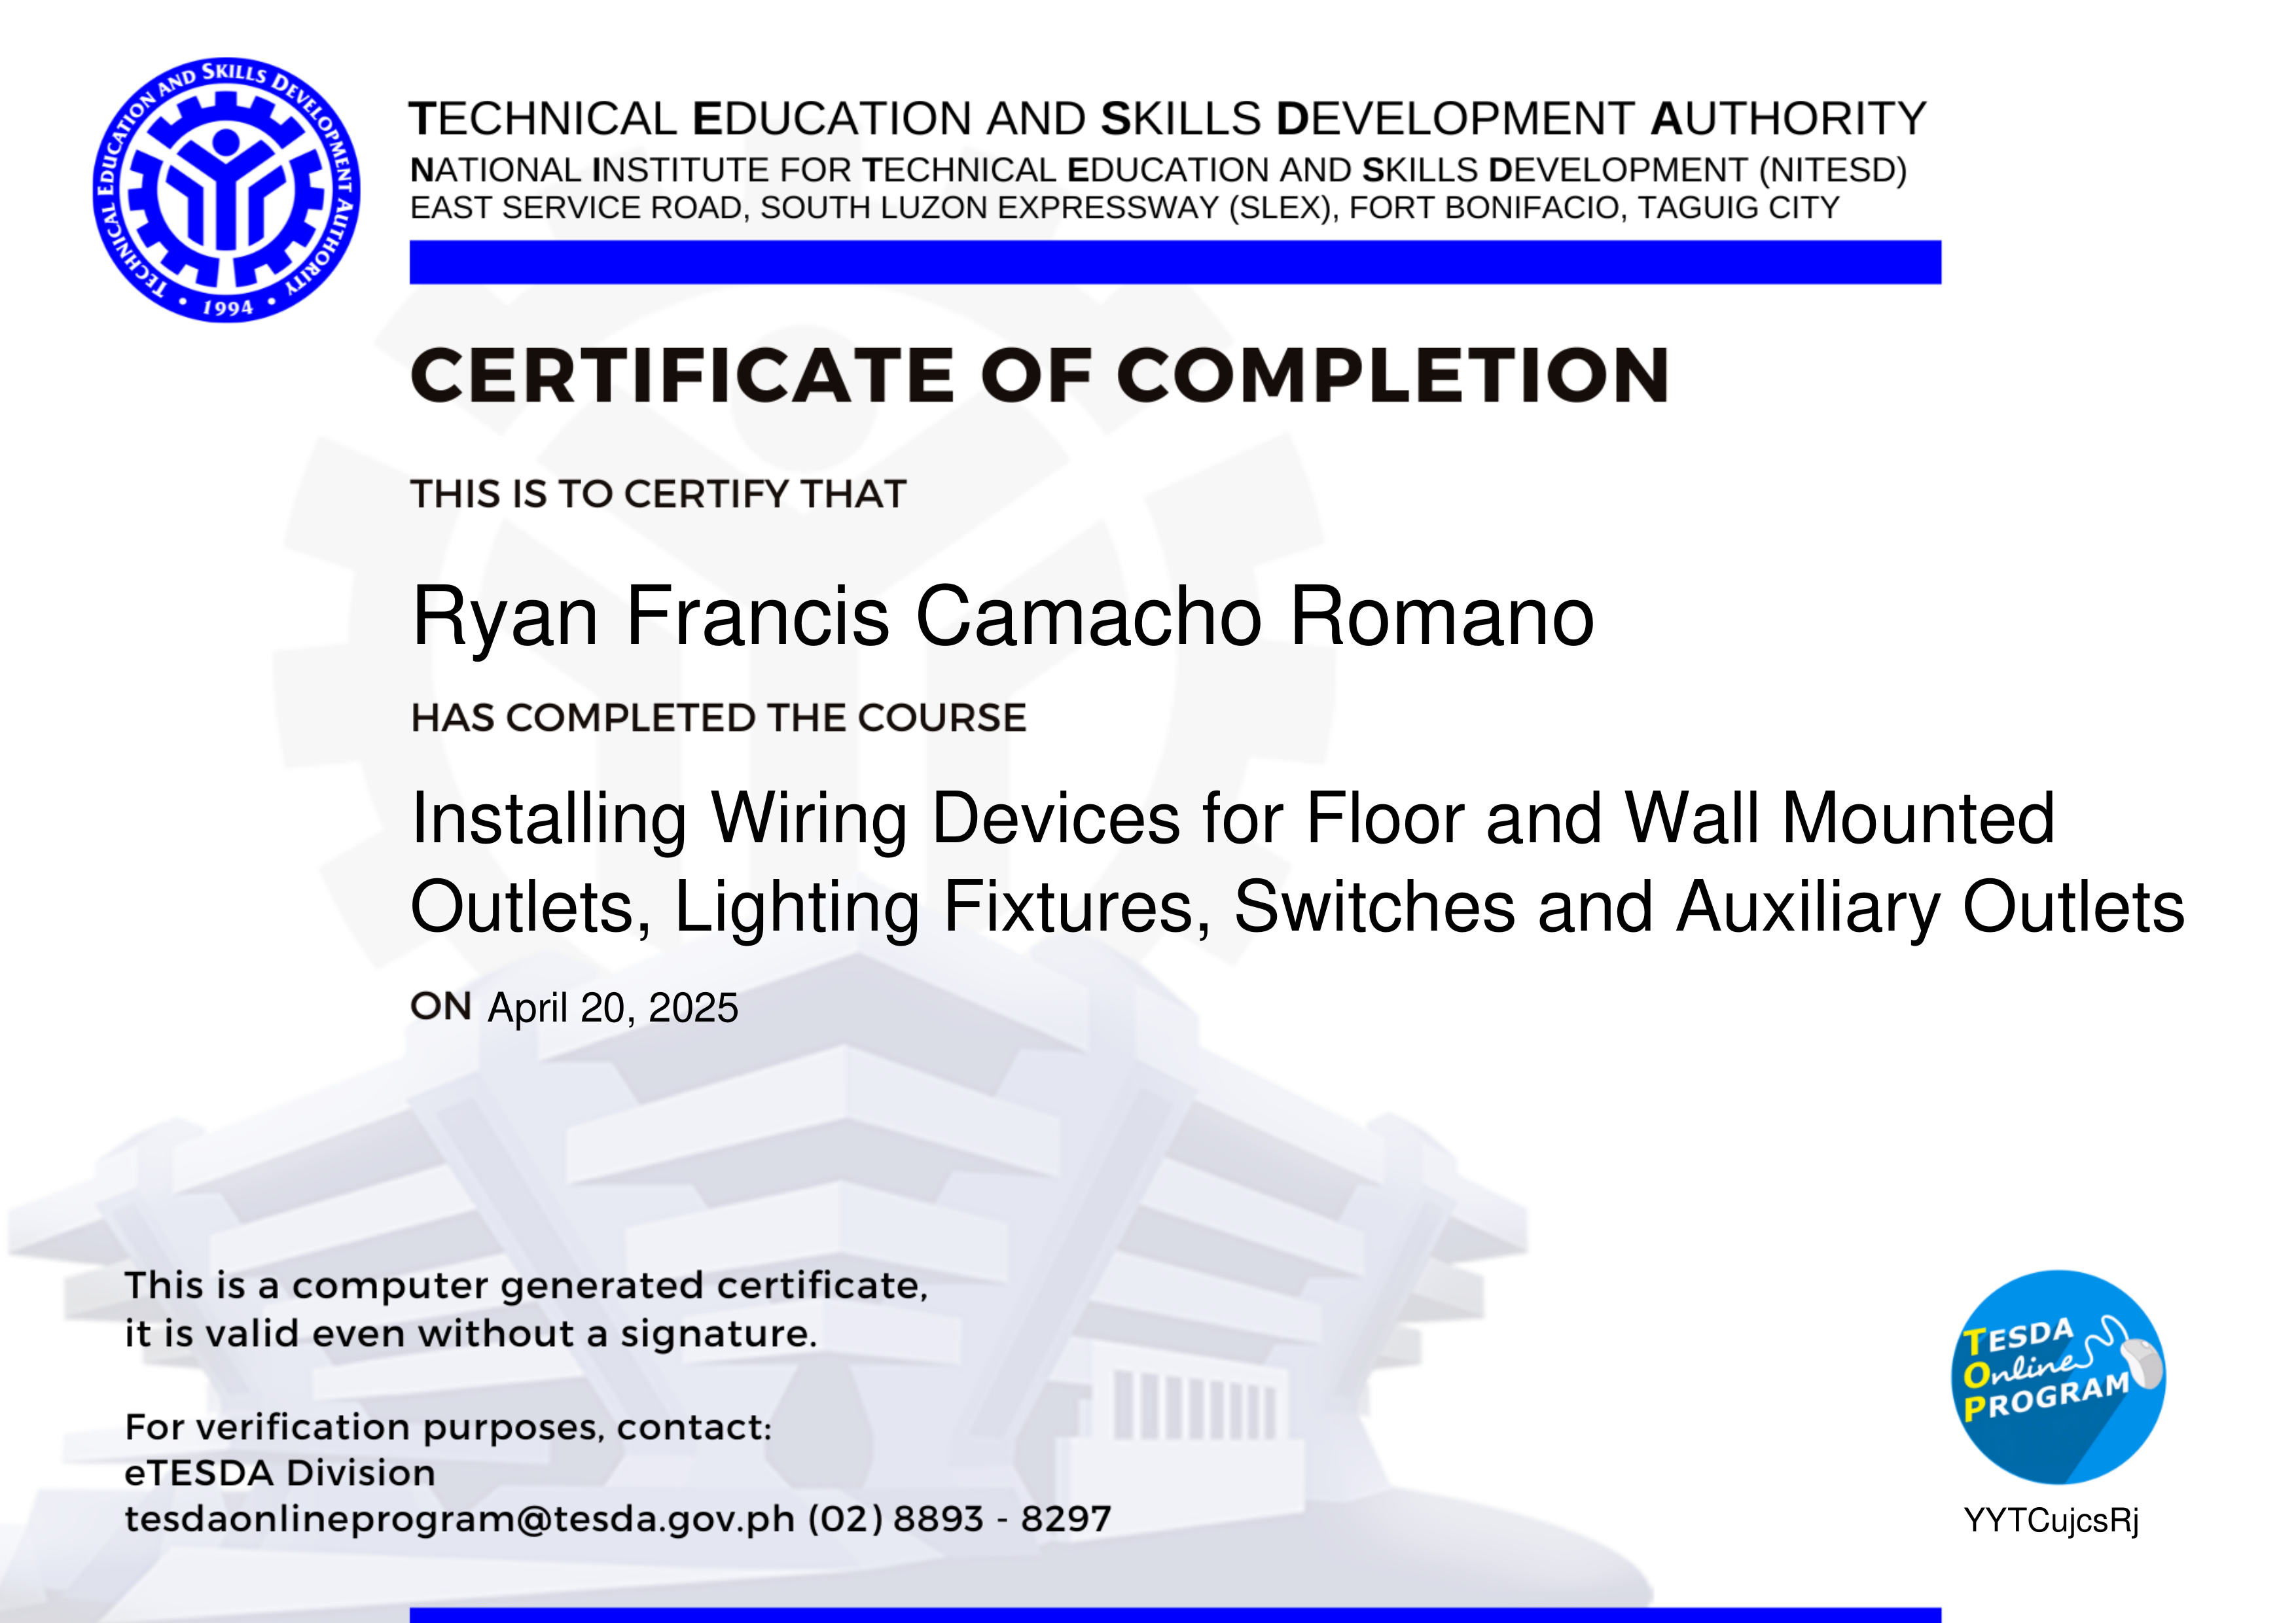 TECHNICAL EDUCATION AND SKILLS DEVELOPMENT AUTHORITY
• 1994 •
TECHNICAL EDUCATION AND SKILLS DEVELOPMENT AUTHORITY
NATIONAL INSTITUTE FOR TECHNICAL EDUCATION AND SKILLS DEVELOPMENT (NITESD)
EAST SERVICE ROAD, SOUTH LUZON EXPRESSWAY (SLEX), FORT BONIFACIO, TAGUIG CITY
CERTIFICATE OF COMPLETION
THIS IS TO CERTIFY THAT
Ryan Francis Camacho Romano
HAS COMPLETED THE COURSE
Installing Wiring Devices for Floor and Wall Mounted
Outlets, Lighting Fixtures, Switches and Auxiliary Outlets
ON April 20, 2025
This is a computer generated certificate,
it is valid even without a signature.
For verification purposes, contact:
eTESDA Division
tesdaonlineprogram@tesda.gov.ph (02) 8893 - 8297
TESDA
Online
PROGRAM
YYTCujcsRj